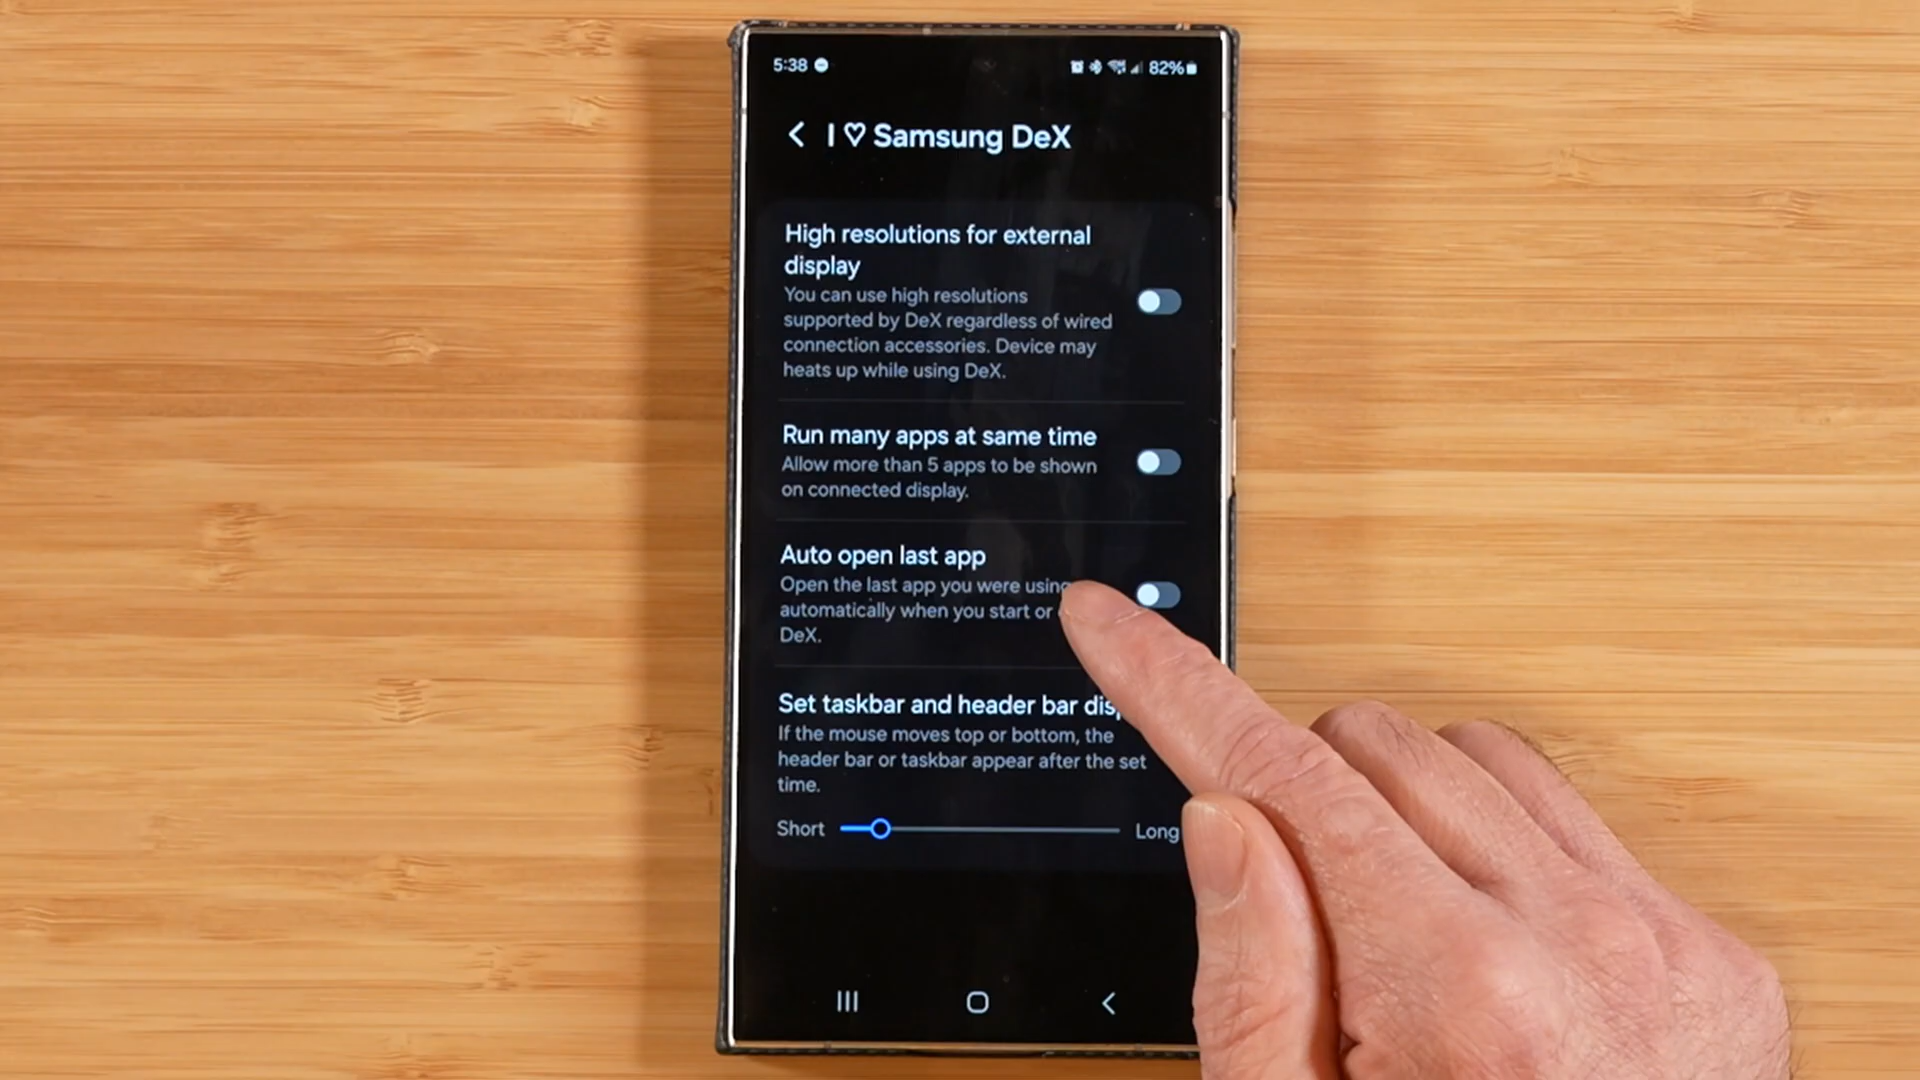 5:38
82%
I ♡ Samsung DeX
High resolutions for external
display
You can use high resolutions
supported by DeX regardless of wired
connection accessories. Device may
heats up while using DeX.
Run many apps at same time
Allow more than 5 apps to be shown
on connected display.
Auto open last app
Open the last app you were using
automatically when you start or
DeX.
Set taskbar and header bar
If the mouse moves top or bottom, the
header bar or taskbar appear after the set
time.
Short
Long